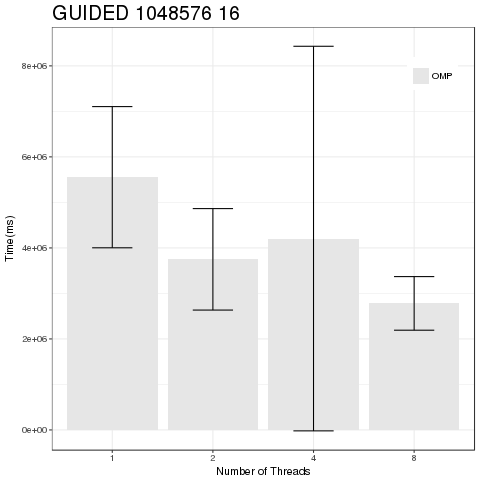 GUIDED 1048576 16
8e+06
OMP
6e+06
Time(ms)
4e+06
2e+06
0e+00
1 2 4 8
Number of Threads